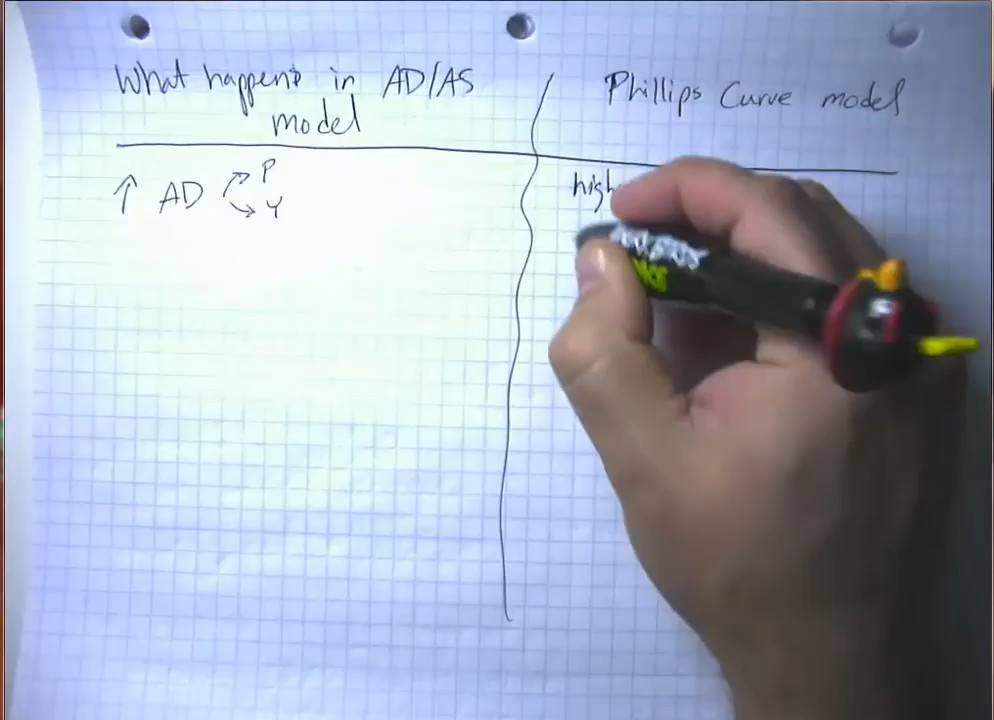 What happens in AD/AS
model
Phillips Curve model
↑ AD
P
Y
high